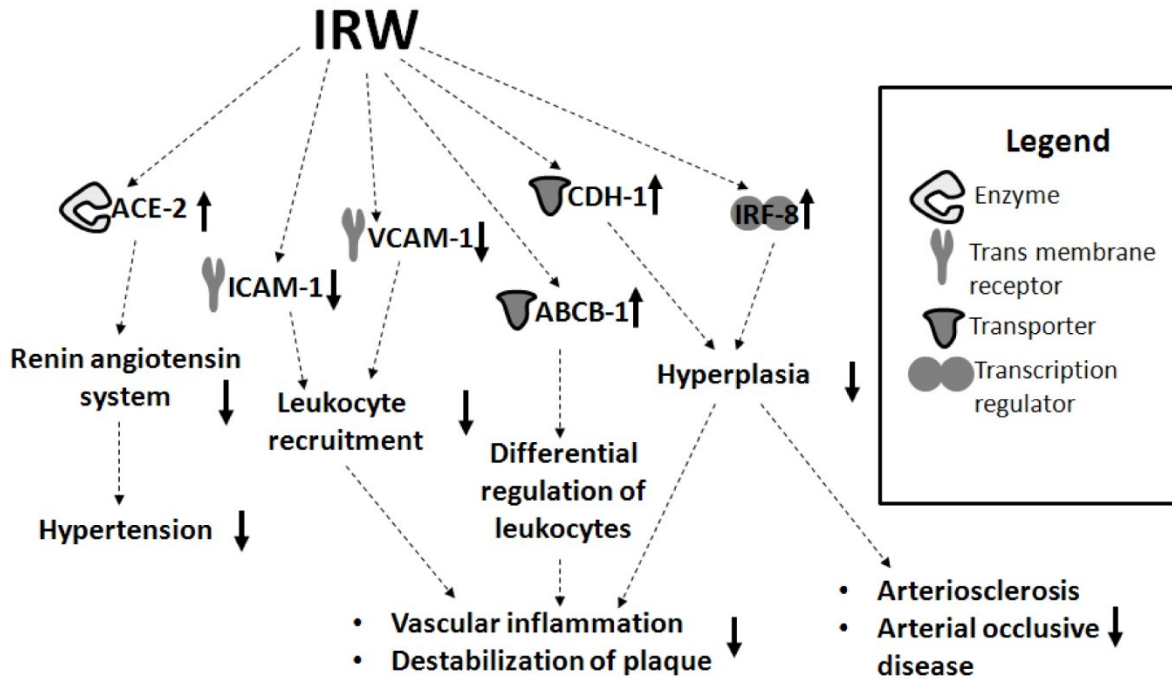 IRW
ACE-2
ICAM-1
VCAM-1
CDH-1
ABCB-1
IRF-8
Renin angiotensin
system
Hypertension
Leukocyte
recruitment
Differential
regulation of
leukocytes
Hyperplasia
• Vascular inflammation
• Destabilization of plaque
• Arteriosclerosis
• Arterial occlusive
disease
Legend
Enzyme
Trans membrane
receptor
Transporter
Transcription
regulator